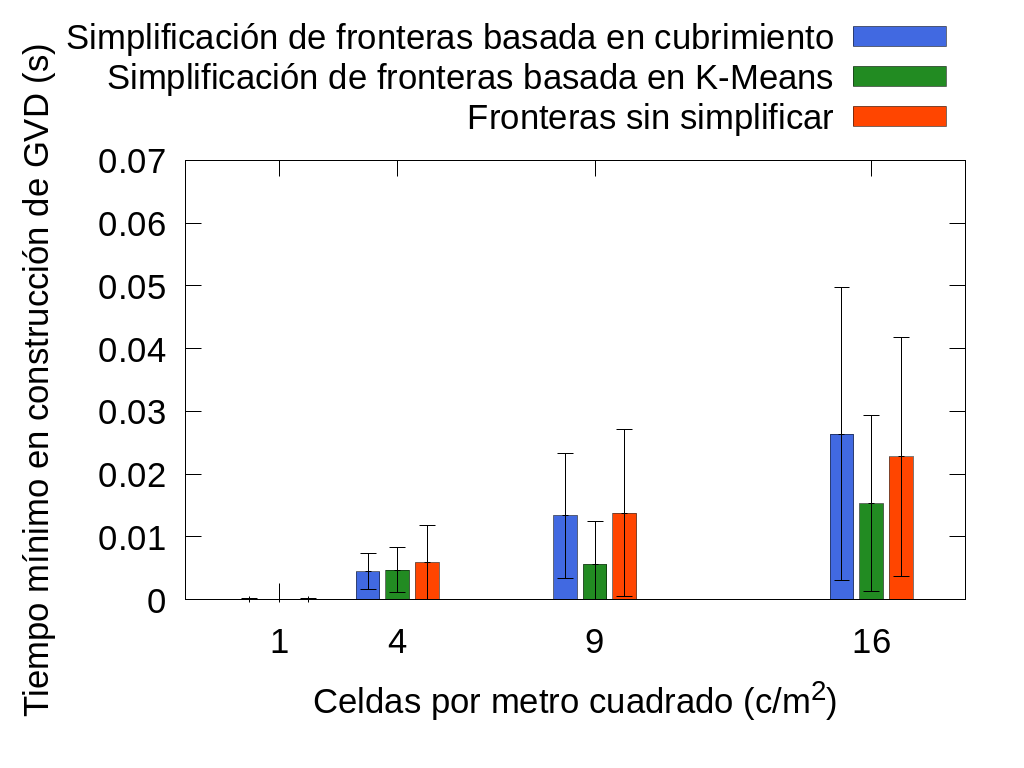 Simplificación de fronteras basada en cubrimiento
Simplificación de fronteras basada en K-Means
Fronteras sin simplificar
Tiempo mínimo en construcción de GVD (s)
0.07
0.06
0.05
0.04
0.03
0.02
0.01
0
1 4 9 16
Celdas por metro cuadrado (c/m²)